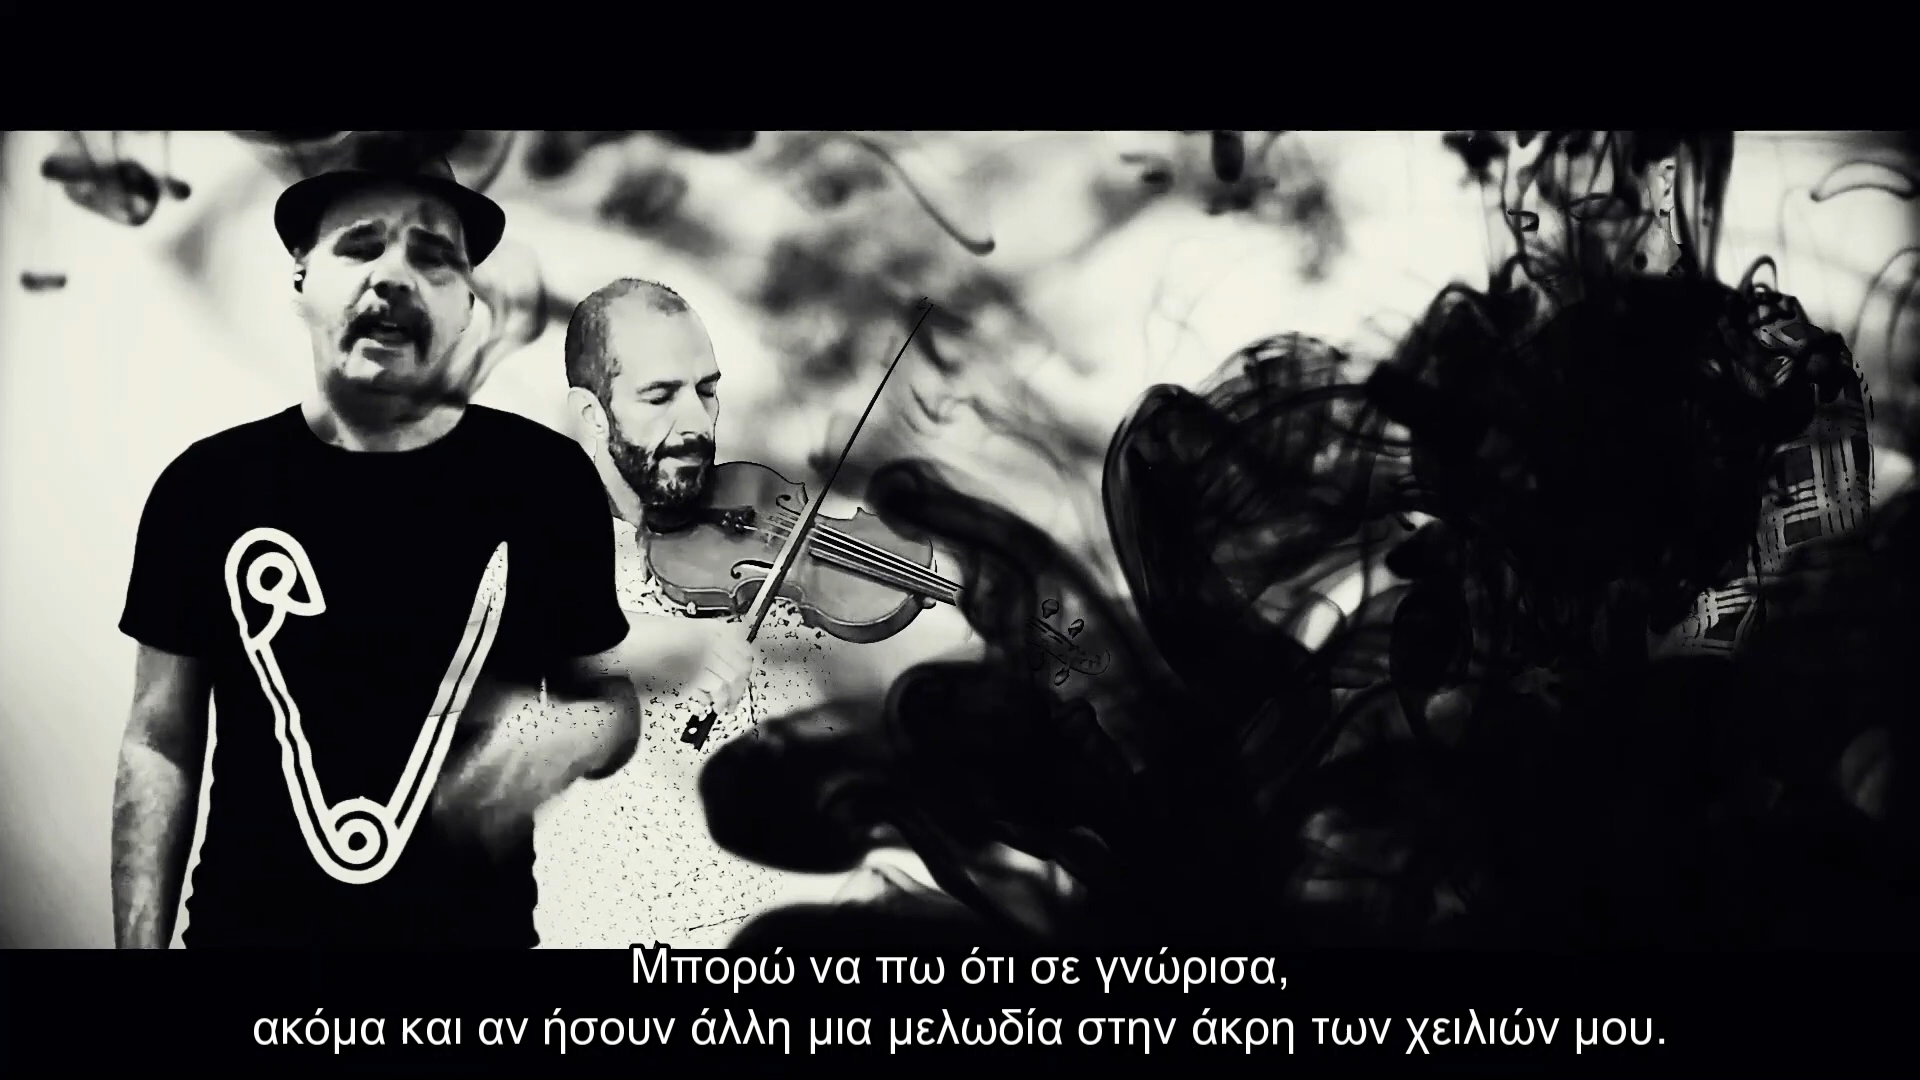 Μπορώ να πω ότι σε γνώρισα,
ακόμα και αν ήσουν άλλη μια μελωδία στην άκρη των χειλιών μου.